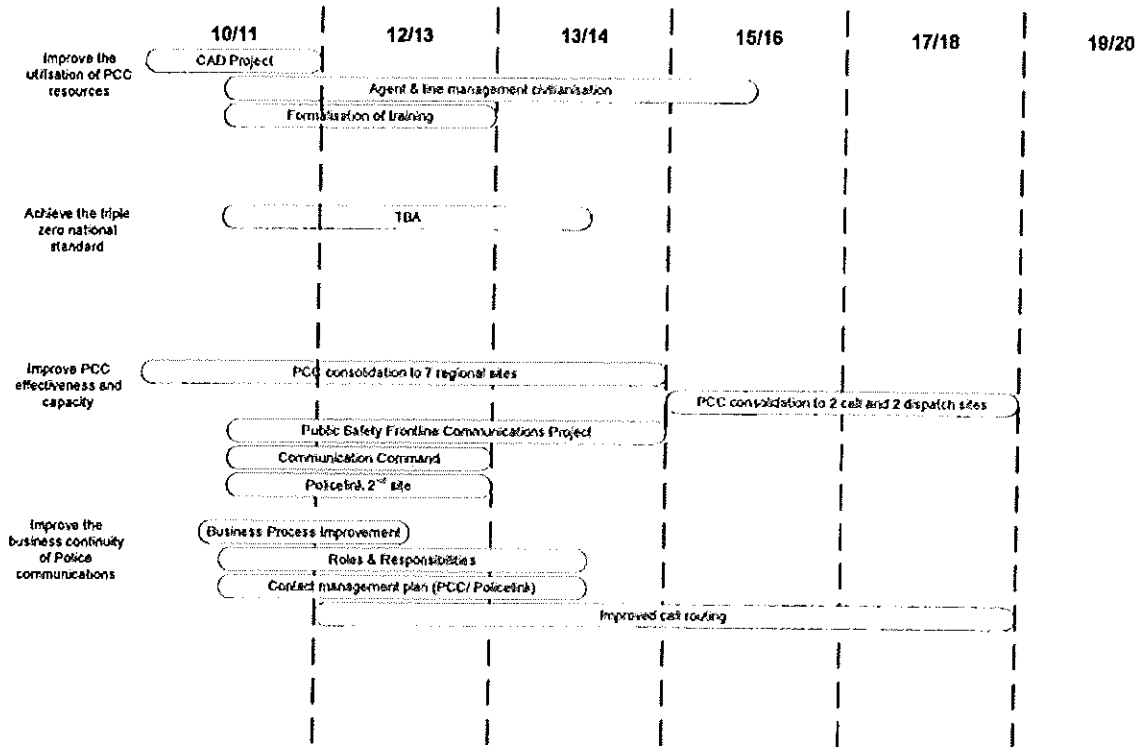 10/11 12/13 13/14 15/16 17/18 19/20
Improve the
utilisation of PCC
resources
CAD Project
Agent & line management civilianisation
Formalisation of training
Achieve the triple
zero national
standard
TBA
Improve PCC
effectiveness and
capacity
PCC consolidation to 7 regional sites
PCC consolidation to 2 call and 2 dispatch sites
Public Safety Frontline Communications Project
Communication Command
Policelink 2nd site
Improve the
business continuity
of Police
communications
Business Process Improvement
Roles & Responsibilities
Contact management plan (PCC/ Policelink)
Improved call routing